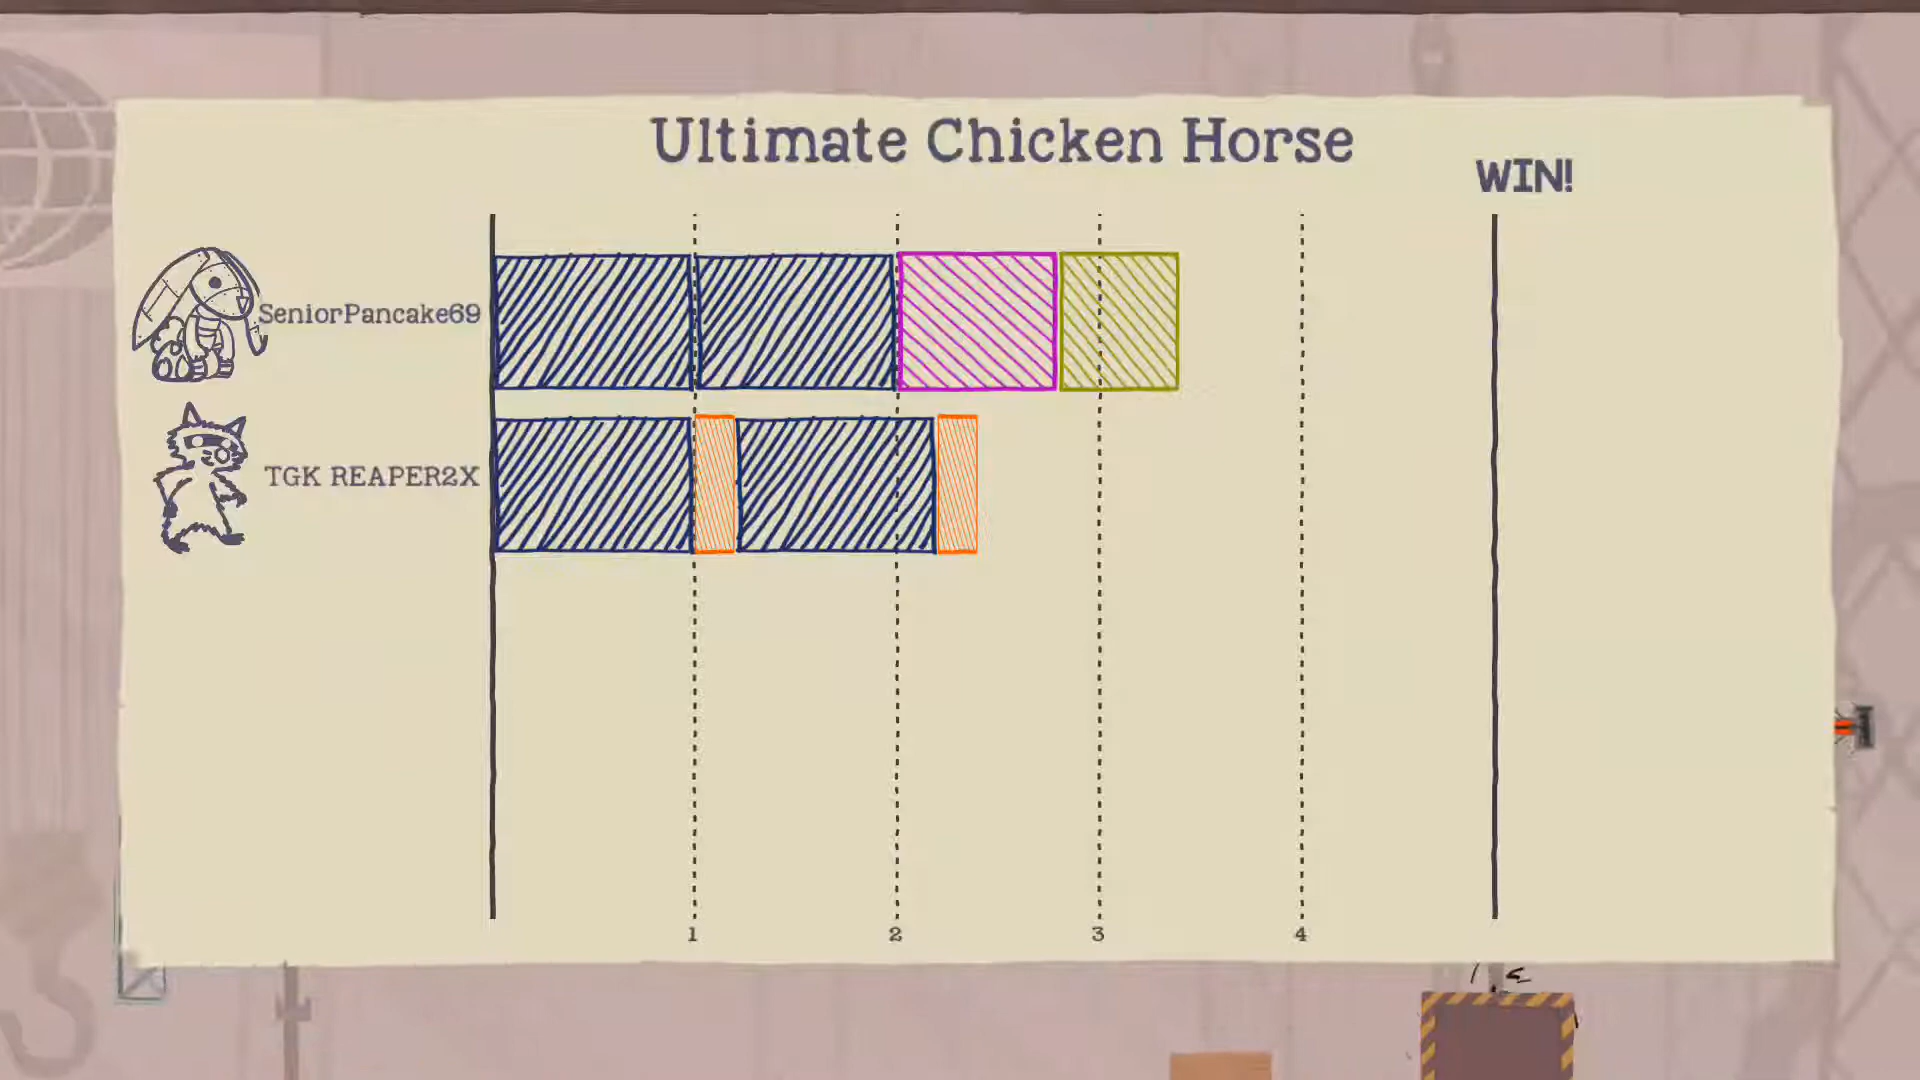 Ultimate Chicken Horse
WIN!
SeniorPancake69
TGK REAPER2X
1 2 3 4